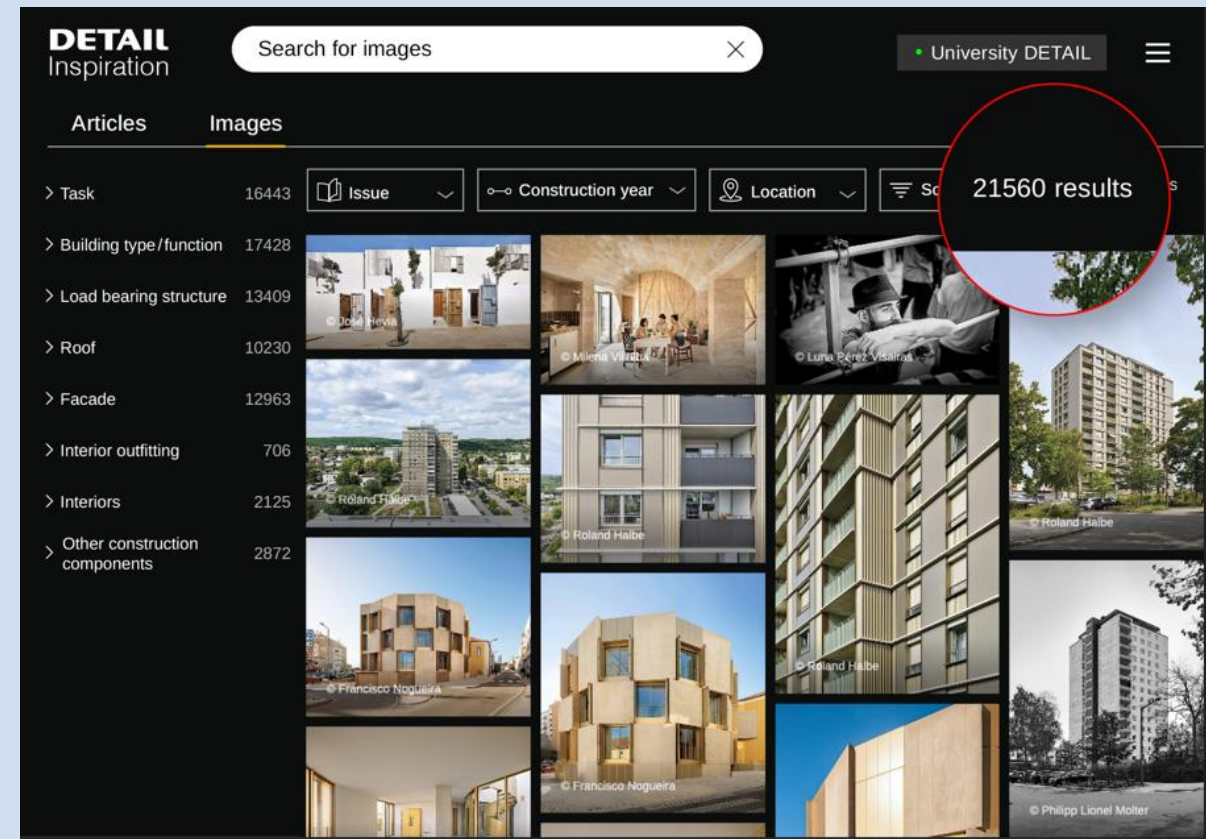 DETAIL
Inspiration
Search for images
University DETAIL
Articles
Images
21560 results
s
Task 16443
Building type/function 17428
Load bearing structure 13409
Roof 10230
Facade 12963
Interior outfitting 706
Interiors 2125
Other construction
components 2872
Issue
Construction year
Location
So
© José Hevia
© Milena Villalba
© Luna Pérez Visairas
© Roland Halbe
© Roland Halbe
© Roland Halbe
© Roland Halbe
© Francisco Nogueira
© Francisco Nogueira
© Philipp Lionel Molter